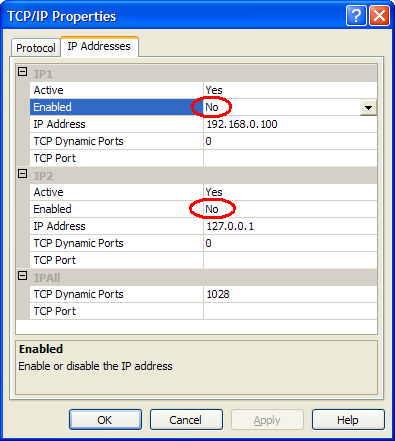 TCP/IP Properties
Protocol IP Addresses
IP1
Active Yes
Enabled No
IP Address 192.168.0.100
TCP Dynamic Ports 0
TCP Port
IP2
Active Yes
Enabled No
IP Address 127.0.0.1
TCP Dynamic Ports 0
TCP Port
IPAll
TCP Dynamic Ports 1028
TCP Port
Enabled
Enable or disable the IP address
OK Cancel Apply Help